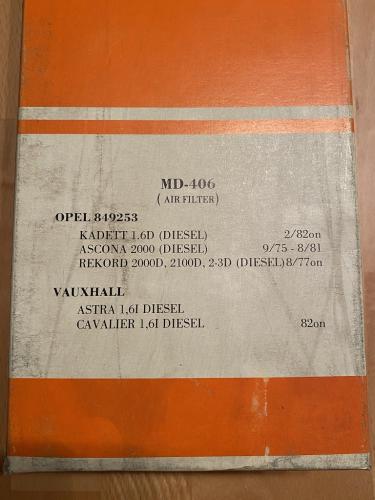 MD-406
( AIR FILTER)
OPEL 849253
KADETT 1.6D (DIESEL) 2/82on
ASCONA 2000 (DIESEL) 9/75 - 8/81
REKORD 2000D, 2100D, 2-3D (DIESEL) 8/77on
VAUXHALL
ASTRA 1,6I DIESEL
CAVALIER 1,6I DIESEL 82on